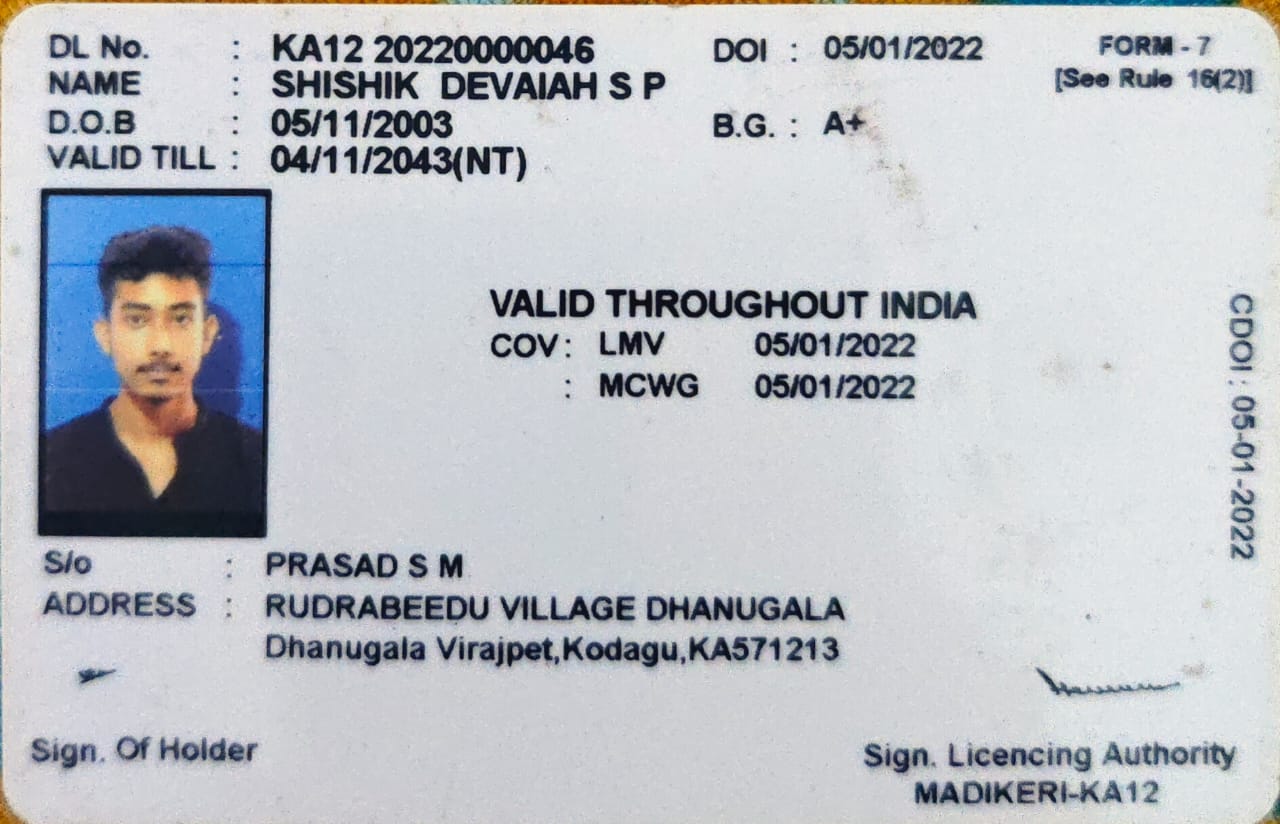 DL No. : KA12 20220000046 DOI : 05/01/2022 FORM - 7
NAME : SHISHIK DEVAIAH S P [See Rule 16(2)]
D.O.B : 05/11/2003 B.G. : A+
VALID TILL : 04/11/2043(NT)
VALID THROUGHOUT INDIA
COV : LMV 05/01/2022
: MCWG 05/01/2022
CDOI : 05-01-2022
S/o : PRASAD S M
ADDRESS : RUDRABEEDU VILLAGE DHANUGALA
Dhanugala Virajpet,Kodagu,KA571213
Sign. Of Holder
Sign. Licencing Authority
MADIKERI-KA12